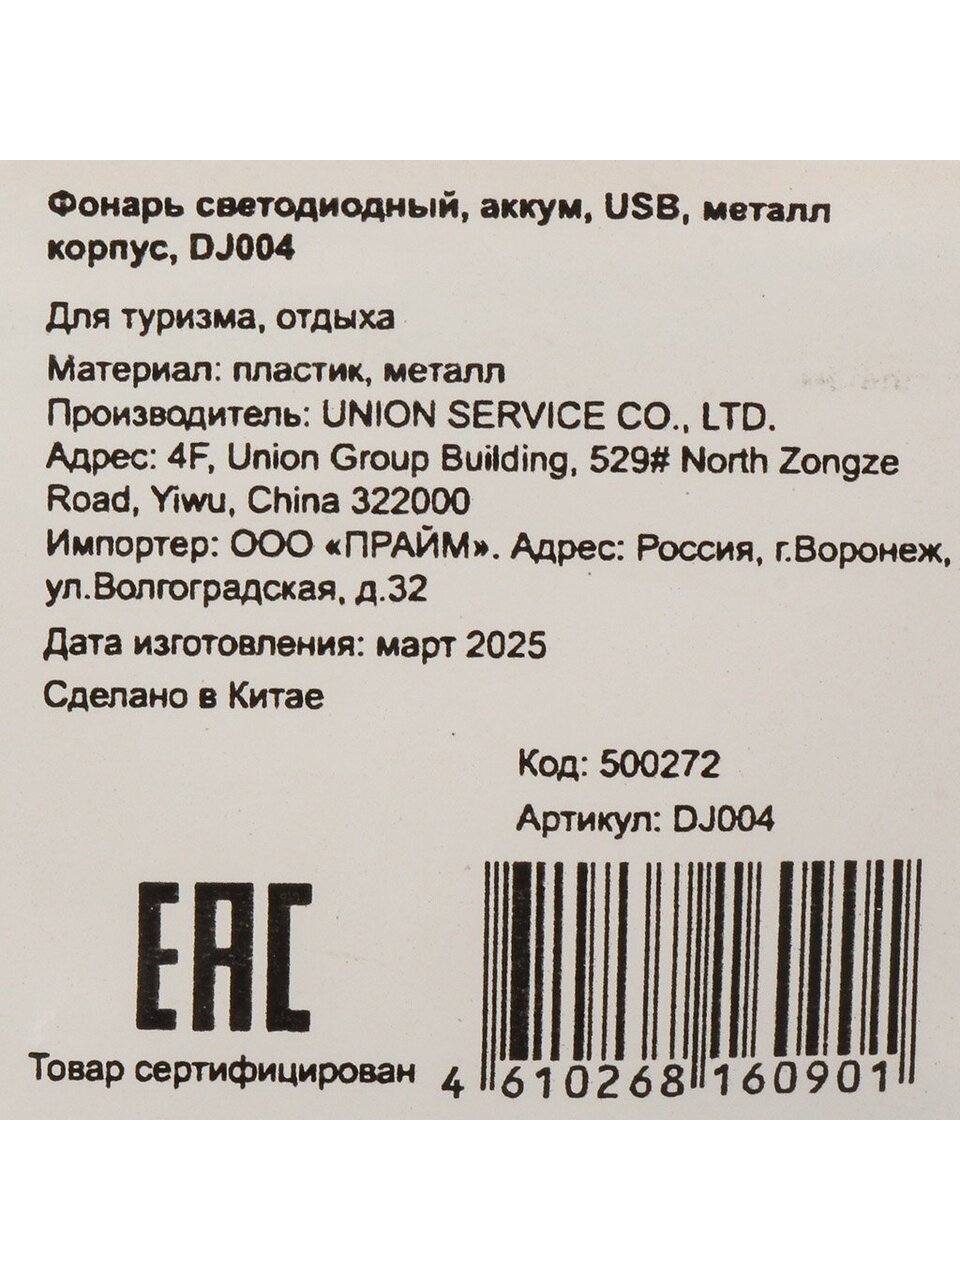 Фонарь светодиодный, аккум, USB, металл
корпус, DJ004
Для туризма, отдыха
Материал: пластик, металл
Производитель: UNION SERVICE CO., LTD.
Адрес: 4F, Union Group Building, 529# North Zongze
Road, Yiwu, China 322000
Импортер: ООО «ПРАЙМ». Адрес: Россия, г.Воронеж,
ул.Волгоградская, д.32
Дата изготовления: март 2025
Сделано в Китае
Код: 500272
Артикул: DJ004
EAC
Товар сертифицирован
4 610268 160901